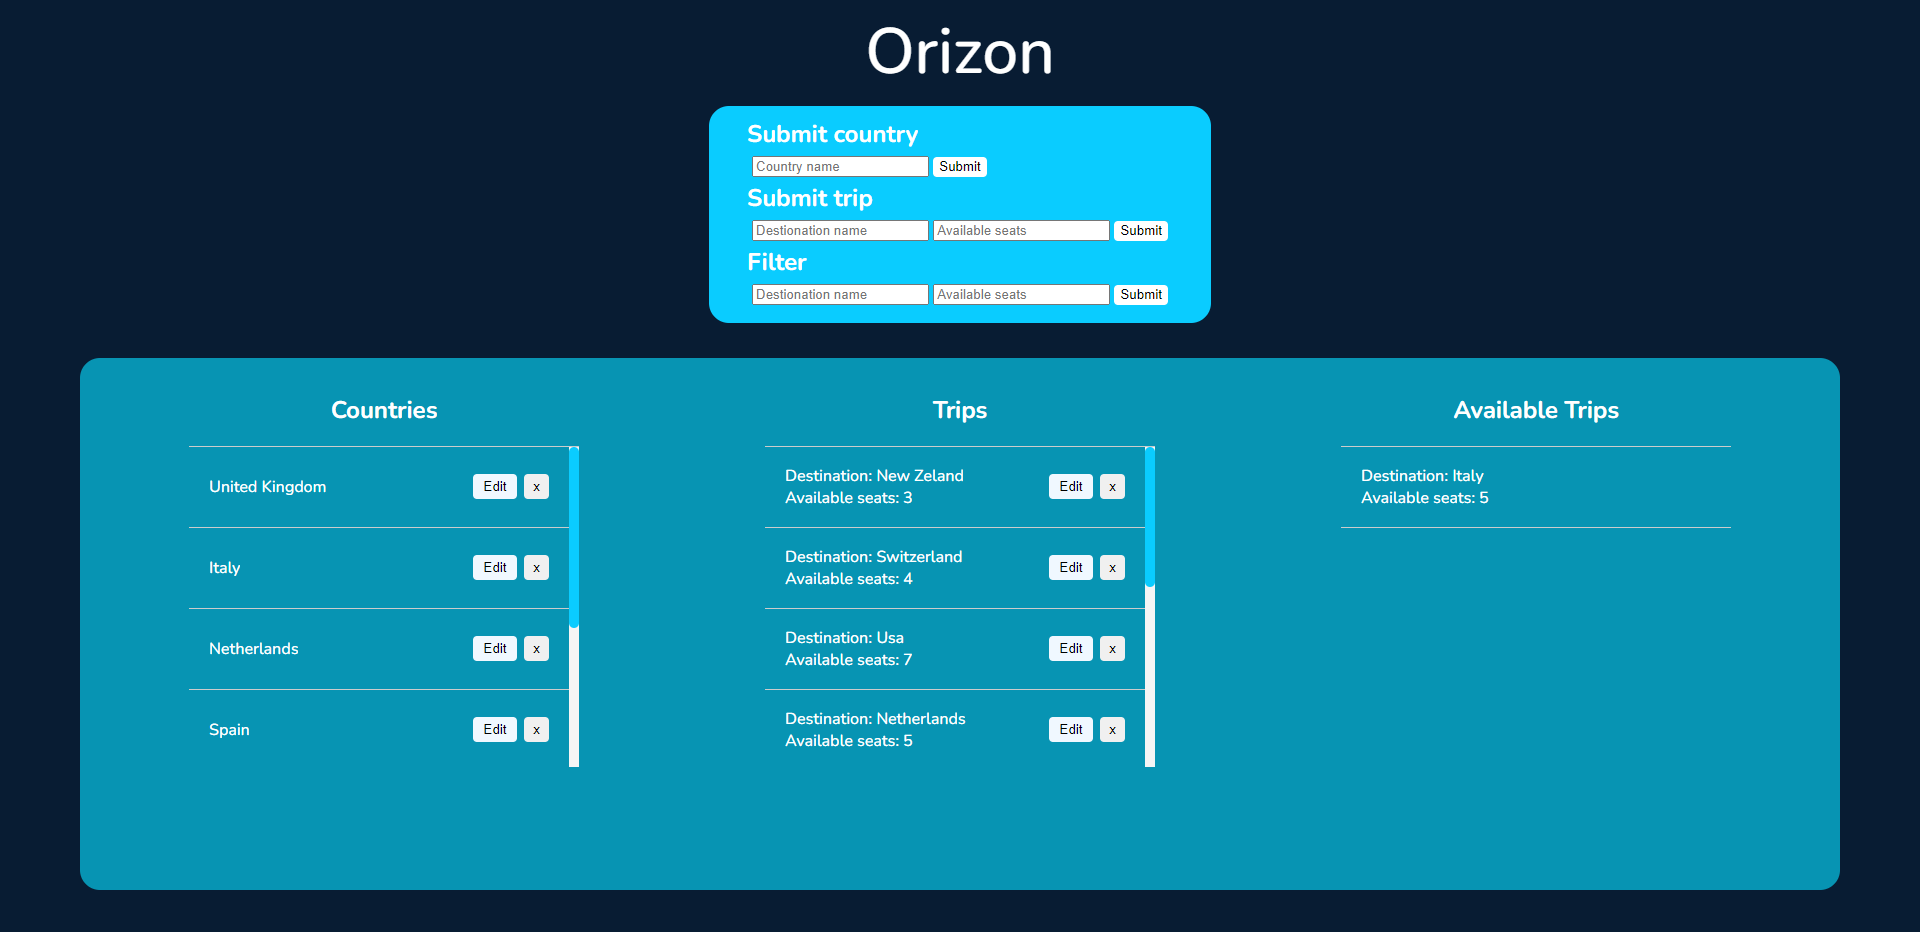 Orizon
Submit country
Country name Submit
Submit trip
Destionation name Available seats Submit
Filter
Destionation name Available seats Submit
Countries
United Kingdom Edit x
Italy Edit x
Netherlands Edit x
Spain Edit x
Trips
Destination: New Zeland
Available seats: 3
Edit x
Destination: Switzerland
Available seats: 4
Edit x
Destination: Usa
Available seats: 7
Edit x
Destination: Netherlands
Available seats: 5
Edit x
Available Trips
Destination: Italy
Available seats: 5